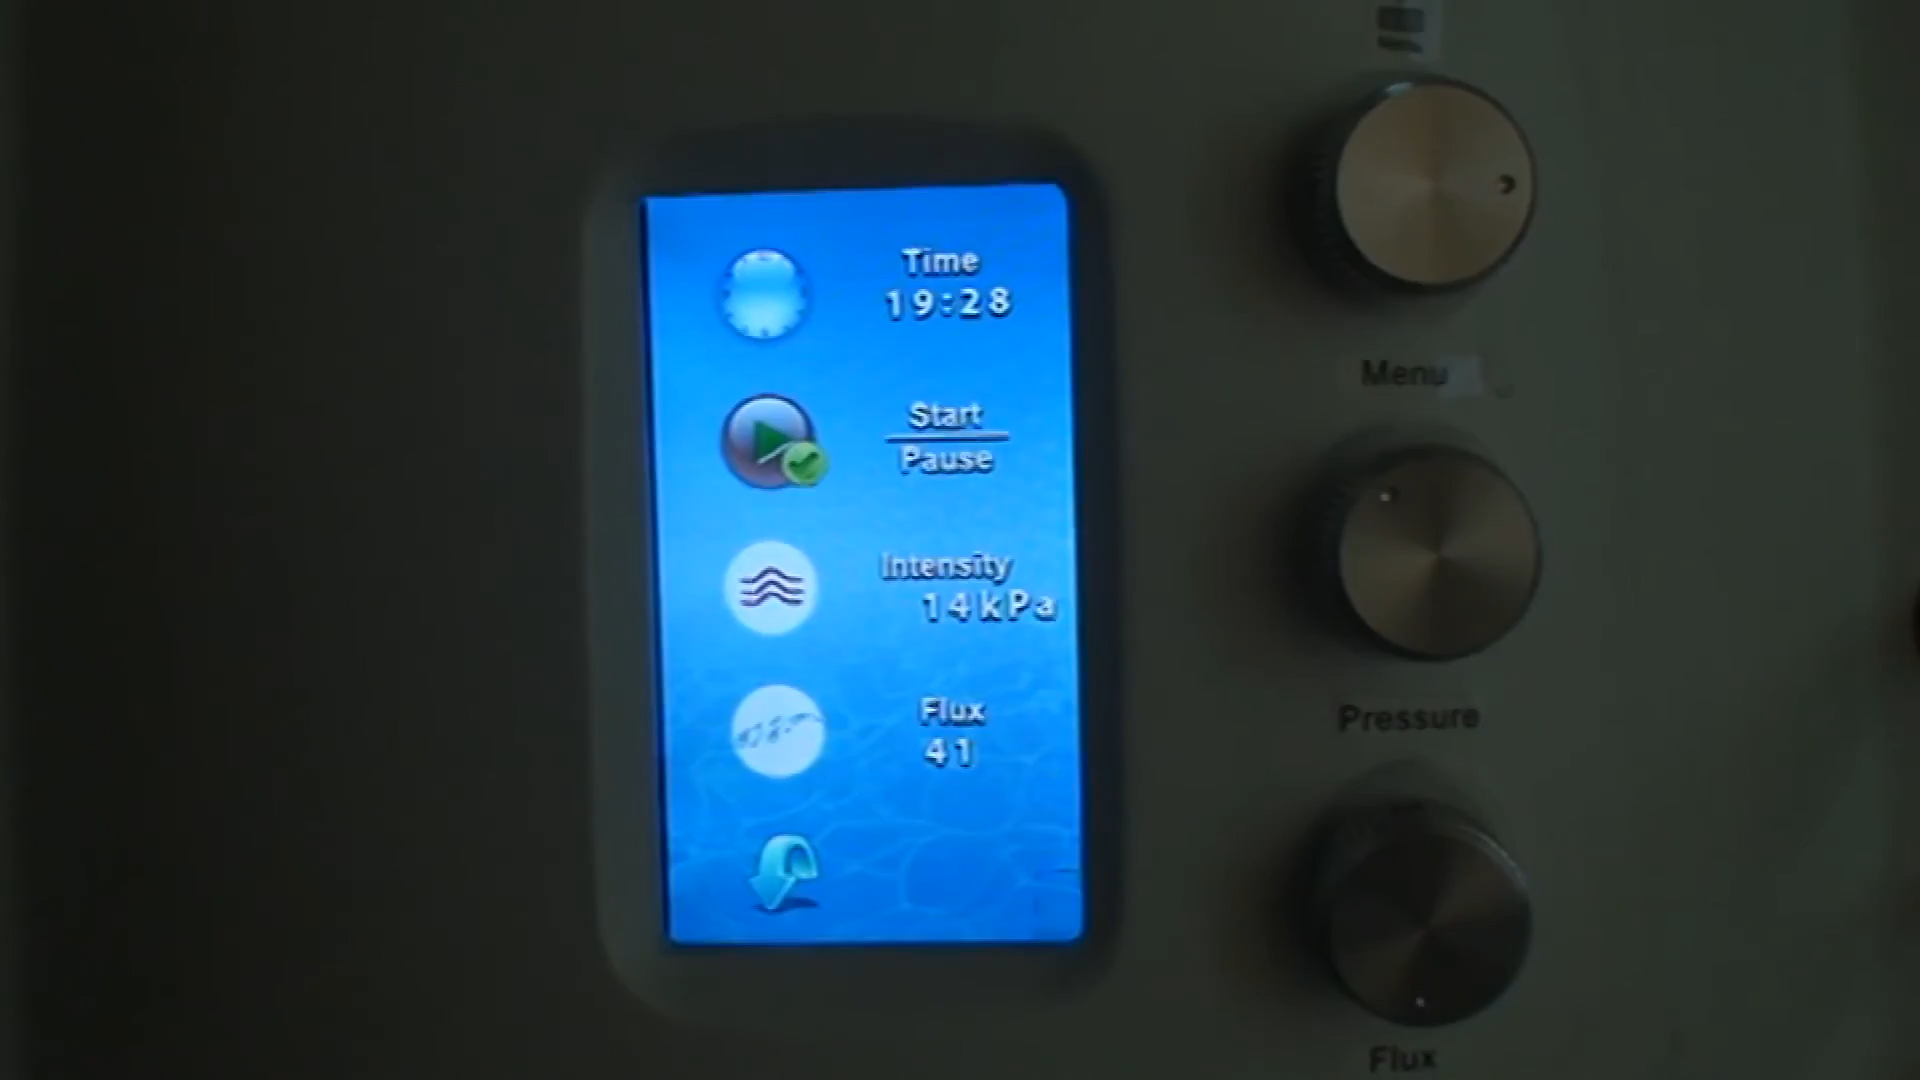 Time
19:28
Start
Pause
Intensity
14kPa
Flux
41
Menu
Pressure
Flux